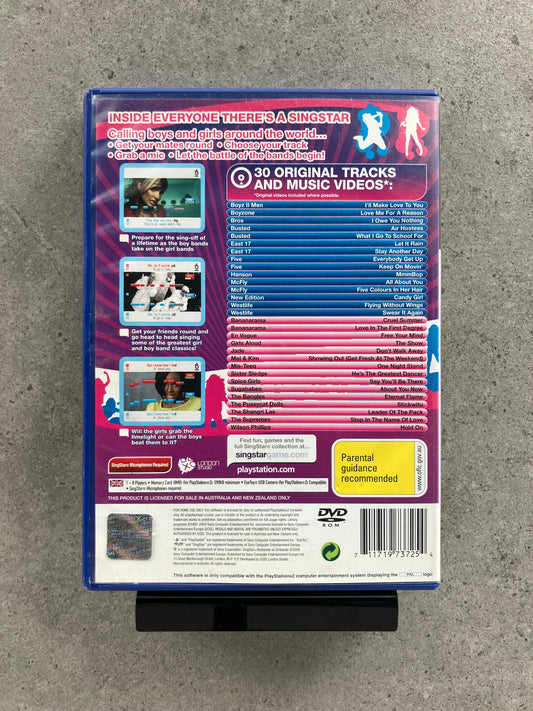 INSIDE EVERYONE THERE'S A SINGSTAR
Calling boys and girls around the world...
• Get your mates round • Choose your track
• Grab a mic • Let the battle of the bands begin!
30 ORIGINAL TRACKS
AND MUSIC VIDEOS*:
*Original videos included where possible.
Boyz II Men I'll Make Love To You
Boyzone Love Me For A Reason
Bros I Owe You Nothing
Busted Air Hostess
Busted What I Go To School For
East 17 Let It Rain
East 17 Stay Another Day
Five Everybody Get Up
Five Keep On Movin'
Hanson MmmBop
McFly All About You
McFly Five Colours In Her Hair
New Edition Candy Girl
Westlife Flying Without Wings
Westlife Swear It Again
Bananarama Cruel Summer
Bananarama Love In The First Degree
En Vogue Free Your Mind
Girls Aloud The Show
Jade Don't Walk Away
Mel & Kim Showing Out (Get Fresh At The Weekend)
Mis-Teeq One Night Stand
Sister Sledge He's The Greatest Dancer
Spice Girls Say You'll Be There
Sugababes About You Now
The Bangles Eternal Flame
The Pussycat Dolls Stickwitu
The Shangri Las Leader Of The Pack
The Supremes Stop In The Name Of Love
Wilson Phillips Hold On
Prepare for the sing-off of
a lifetime as the boy bands
take on the girl bands
Get your friends round and
go head to head singing
some of the greatest girl
and boy band classics!
Will the girls grab the
limelight or can the boys
beat them to it?
Find fun, games and the
full SingStore collection at...
singstargame.com
playstation.com
Parental
guidance
recommended
www.oflc.gov.au
SingStar Microphones Required
London
Studio
THIS PRODUCT IS LICENSED FOR SALE IN AUSTRALIA AND NEW ZEALAND ONLY
DVD
ROM
7 11719 73725 4
This software is only compatible with the PlayStation2 computer entertainment system displaying the PAL logo